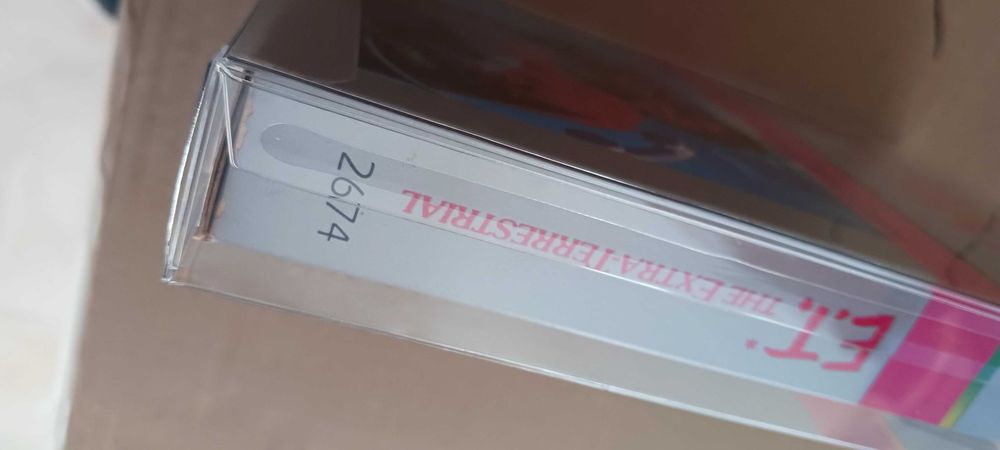 E.T.* THE EXTRA-TERRESTRIAL
2674